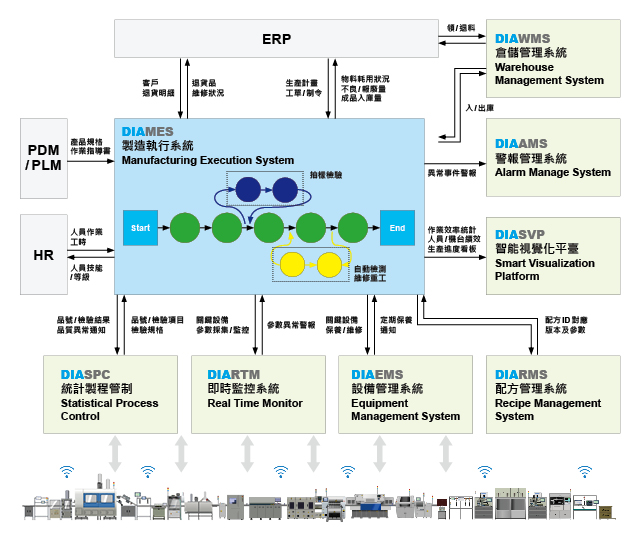 ERP
領/退料
DIAWMS
倉儲管理系統
Warehouse
Management System
客戶
退貨明細
退貨品
維修狀況
生產計畫
工單/制令
物料耗用狀況
不良/報廢量
成品入庫量
入/出庫
PDM
/PLM
產品規格
作業指導書
DIAMES
製造執行系統
Manufacturing Execution System
抽樣檢驗
Start
End
自動檢測
維修重工
異常事件警報
DIAAMS
警報管理系統
Alarm Manage System
HR
人員作業
工時
人員技能
/等級
作業效率統計
人員/機台績效
生產進度看板
DIASVP
智能視覺化平臺
Smart Visualization
Platform
品號/檢驗結果
品質異常通知
品號/檢驗項目
檢驗規格
關鍵設備
參數採集/監控
參數異常警報
關鍵設備
保養/維修
定期保養
通知
配方ID對應
版本及參數
DIASPC
統計製程管制
Statistical Process
Control
DIARTM
即時監控系統
Real Time Monitor
DIAEMS
設備管理系統
Equipment
Management System
DIARMS
配方管理系統
Recipe Management
System